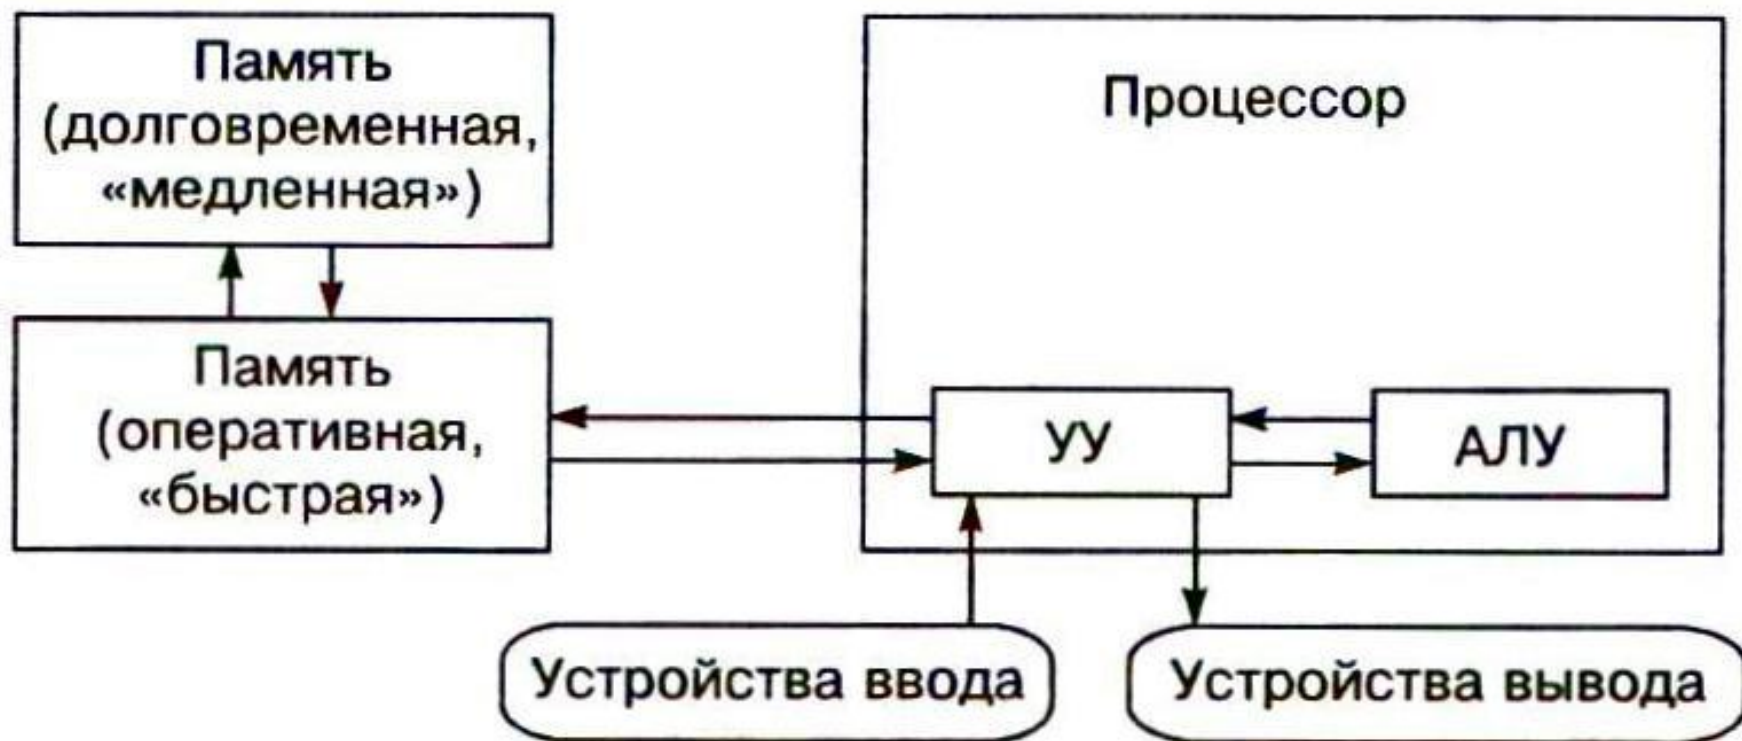 Память
(долговременная,
«медленная»)
Процессор
Память
(оперативная,
«быстрая»)
УУ
АЛУ
Устройства ввода
Устройства вывода